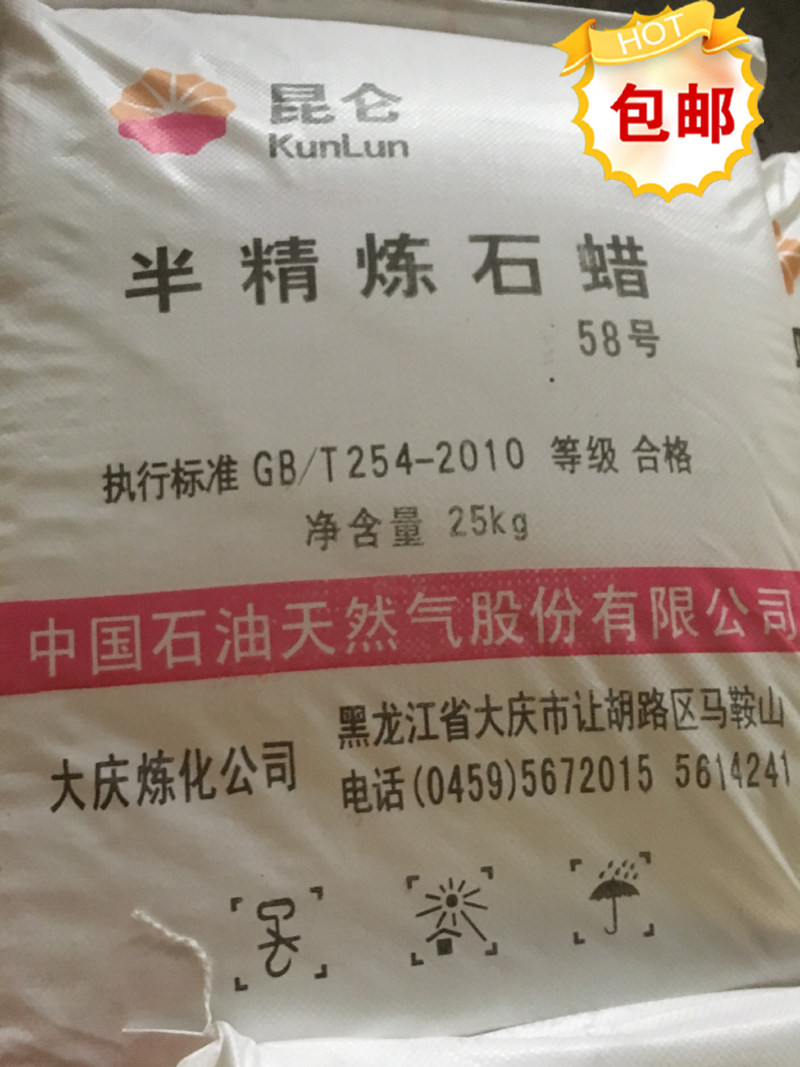 HOT
包邮
昆仑
KunLun
半精炼石蜡
58号
执行标准 GB/T254-2010 等级 合格
净含量 25kg
中国石油天然气股份有限公司
大庆炼化公司
黑龙江省大庆市让胡路区马鞍山
电话(0459)5672015 5614241